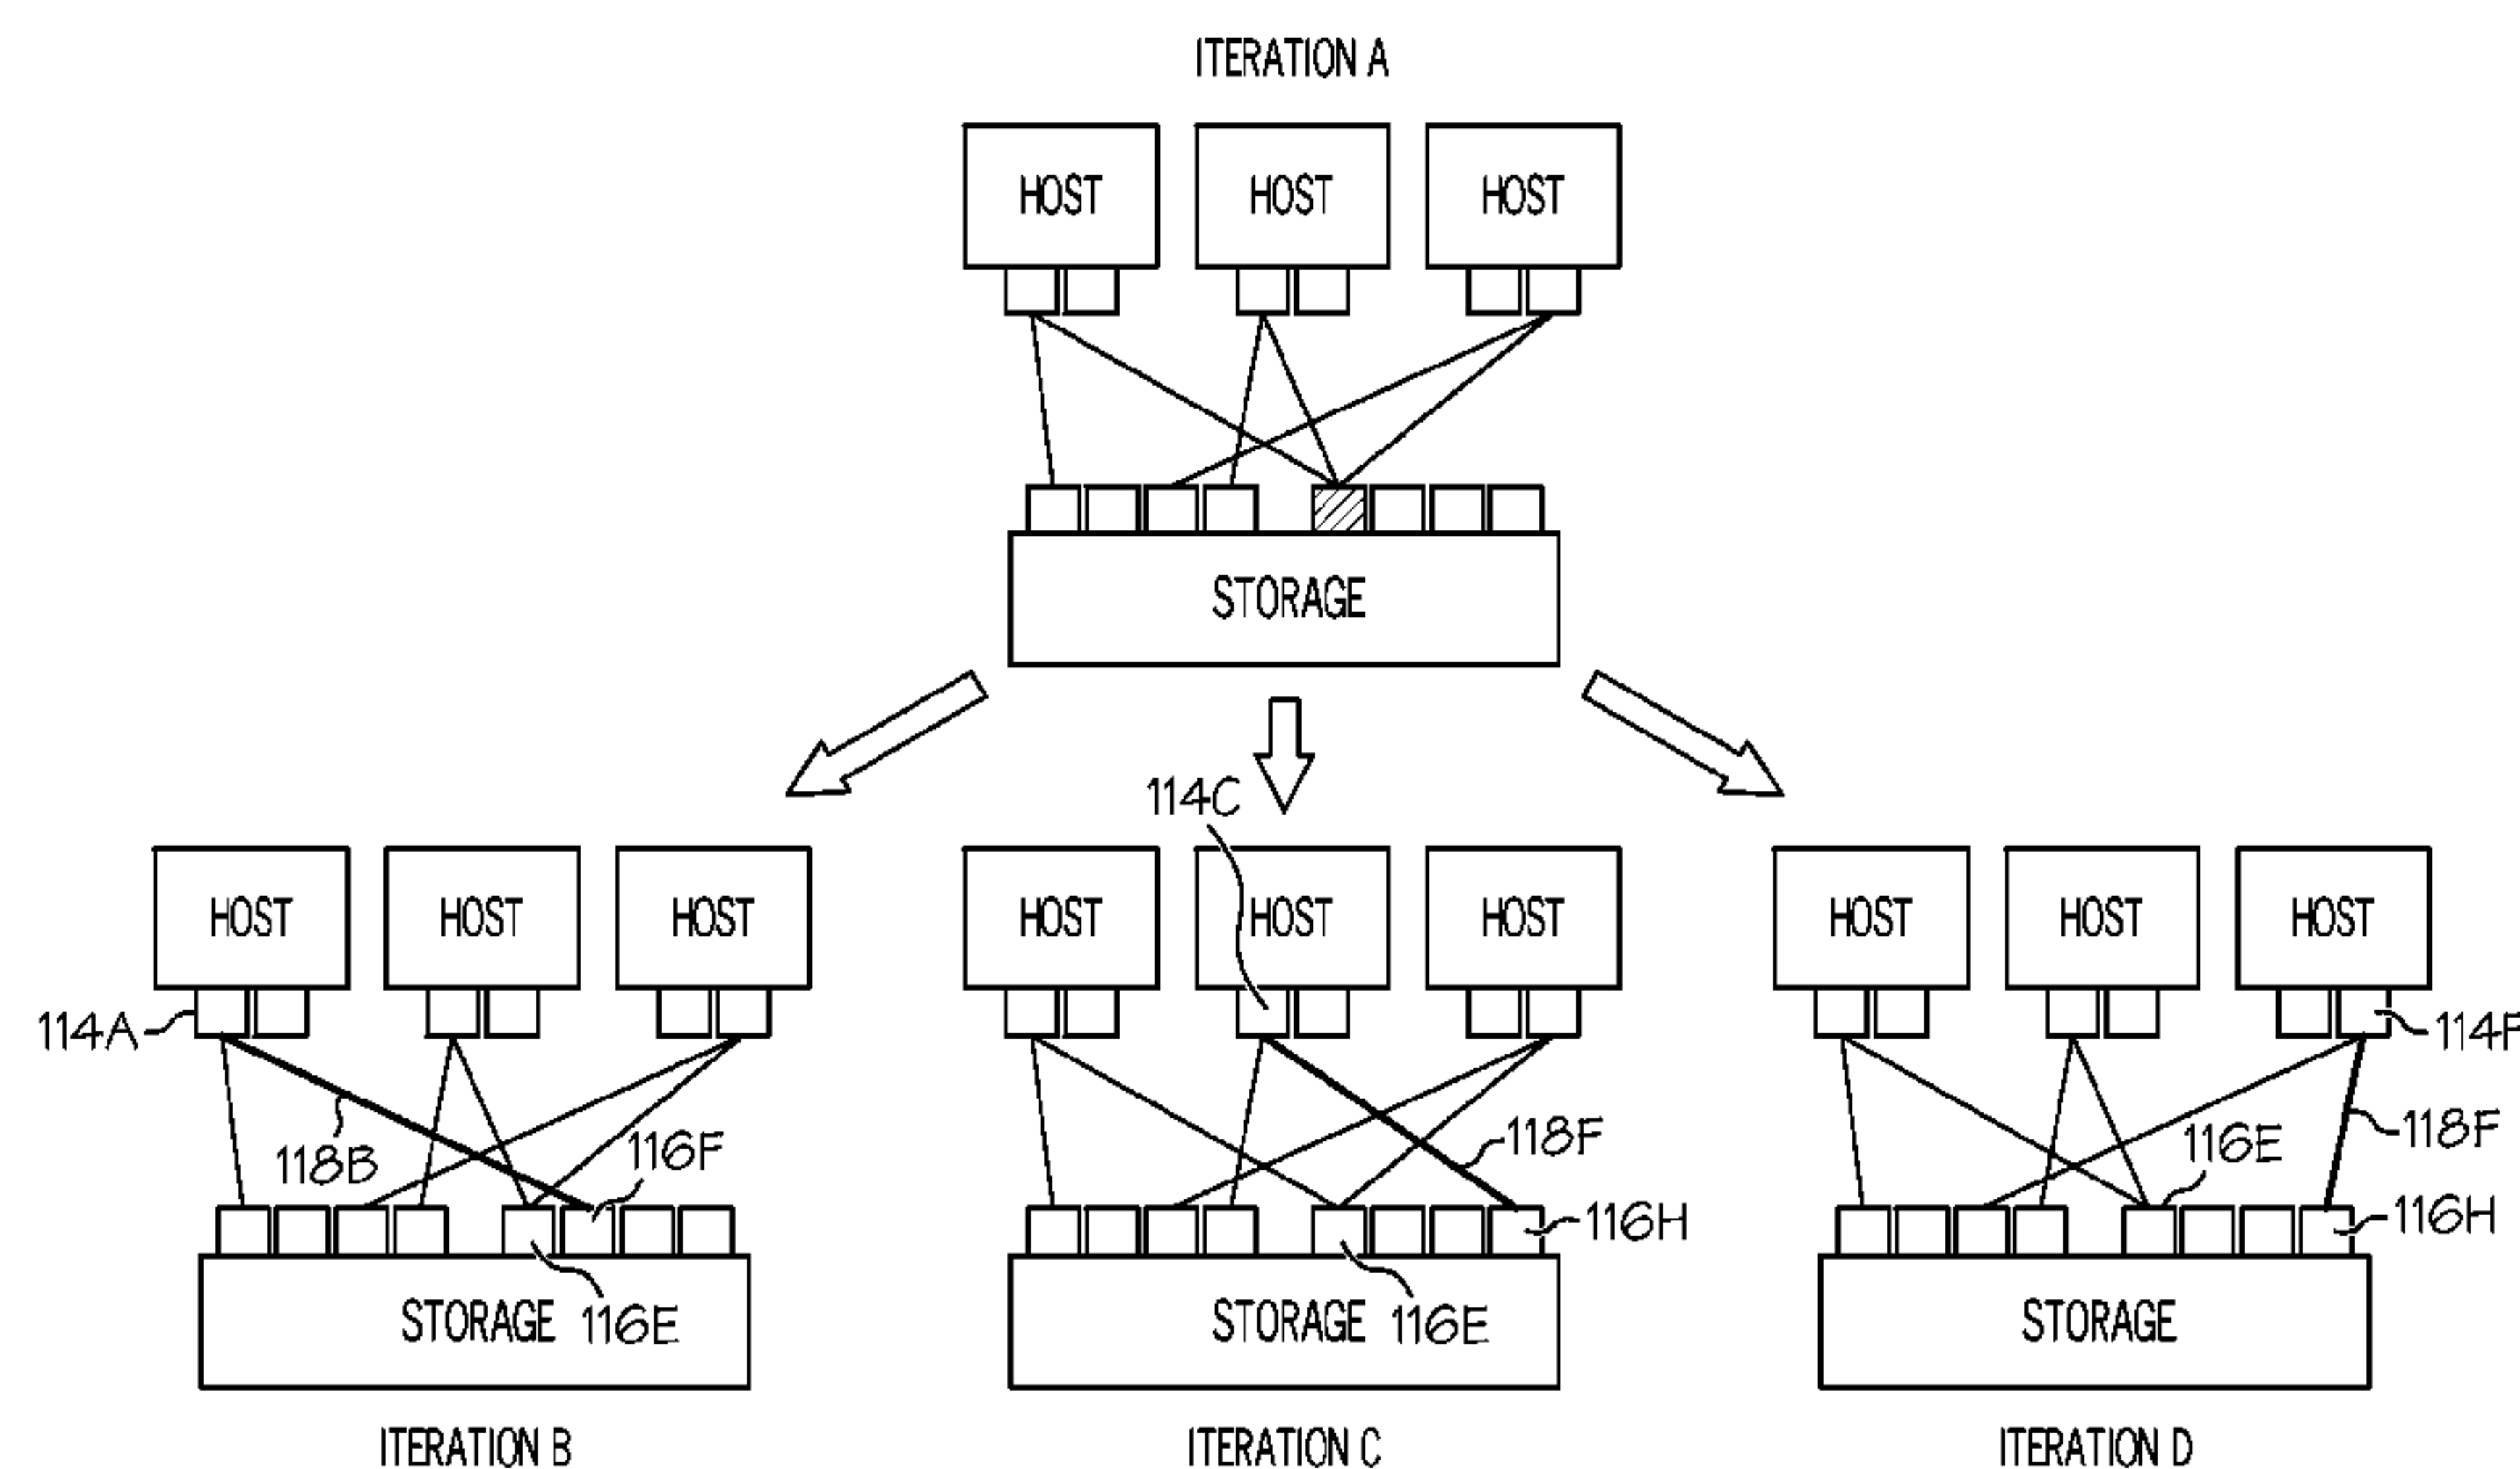 ITERATION A
HOST HOST HOST
STORAGE
114C
HOST HOST HOST HOST HOST HOST HOST HOST HOST
114A 114F
118B 116F 118F 116E 118F
116H 116H
STORAGE 116E STORAGE 116E STORAGE
ITERATION B ITERATION C ITERATION D